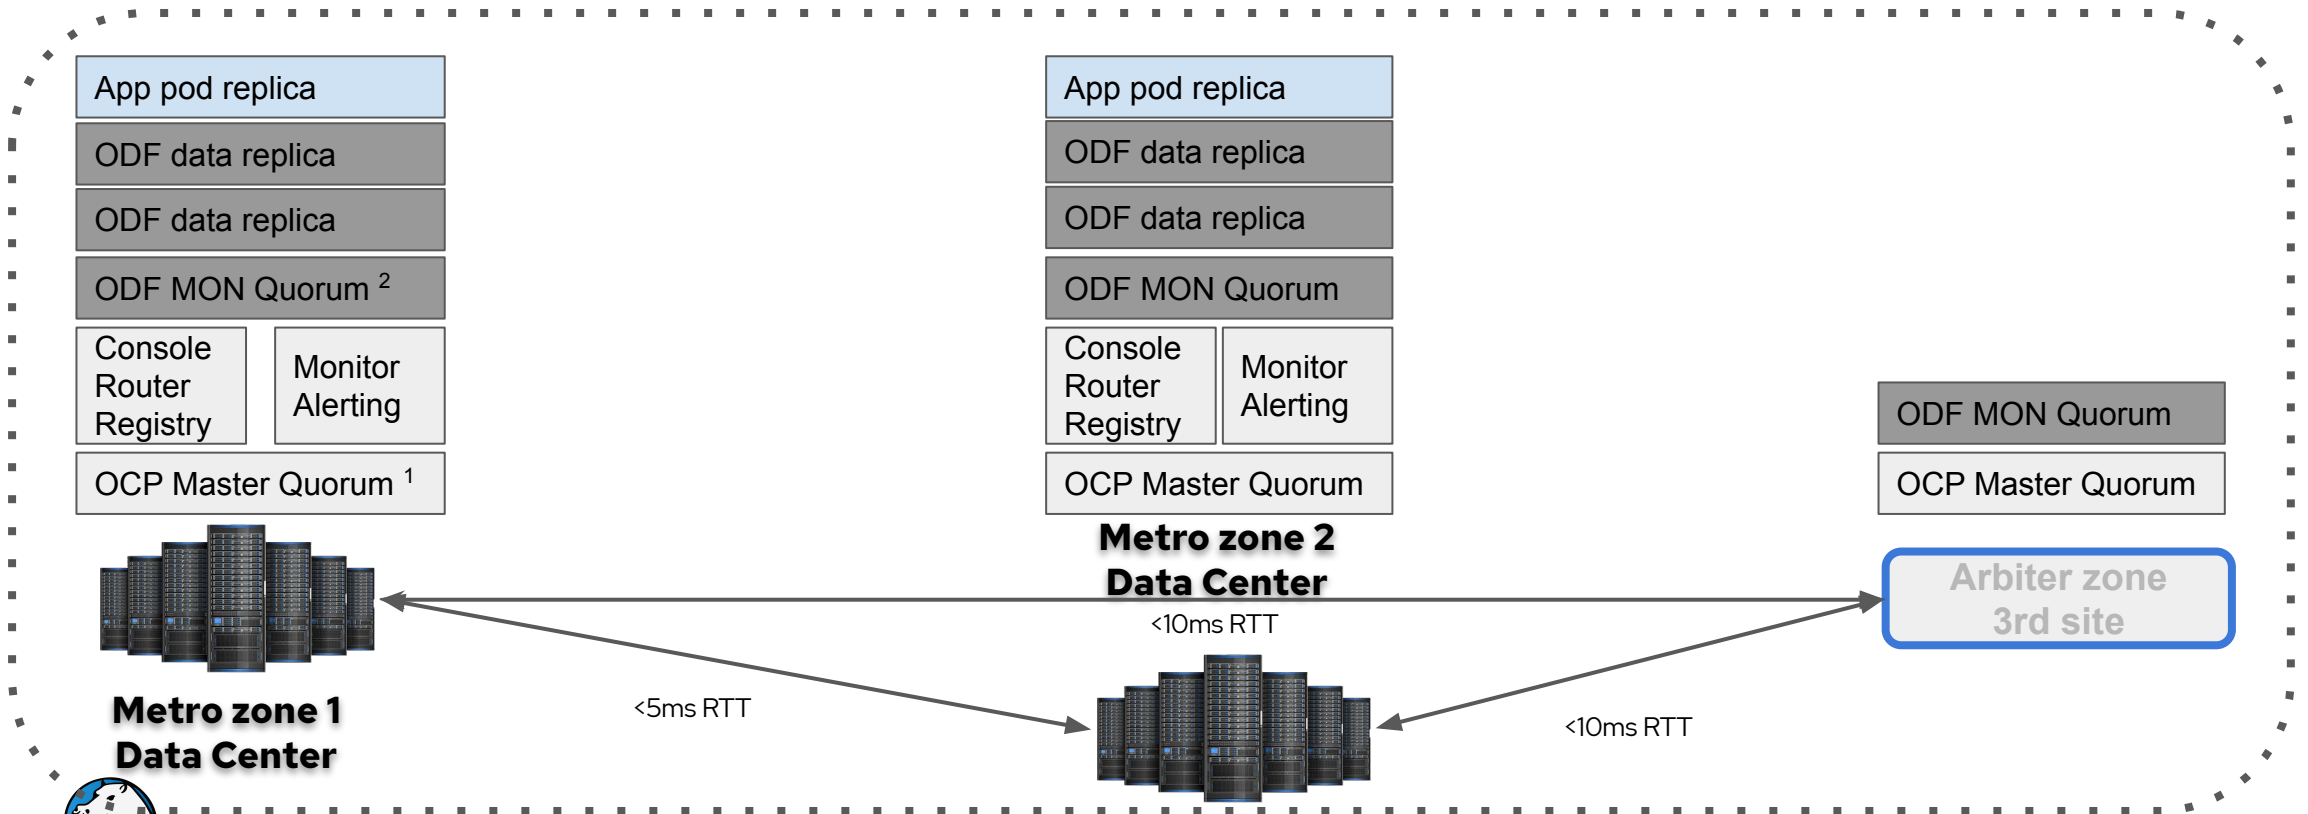 App pod replica
ODF data replica
ODF data replica
ODF MON Quorum 2
Console
Router
Registry
Monitor
Alerting
OCP Master Quorum 1
Metro zone 1
Data Center
App pod replica
ODF data replica
ODF data replica
ODF MON Quorum
Console
Router
Registry
Monitor
Alerting
OCP Master Quorum
Metro zone 2
Data Center
<10ms RTT
<5ms RTT
<10ms RTT
ODF MON Quorum
OCP Master Quorum
Arbiter zone
3rd site